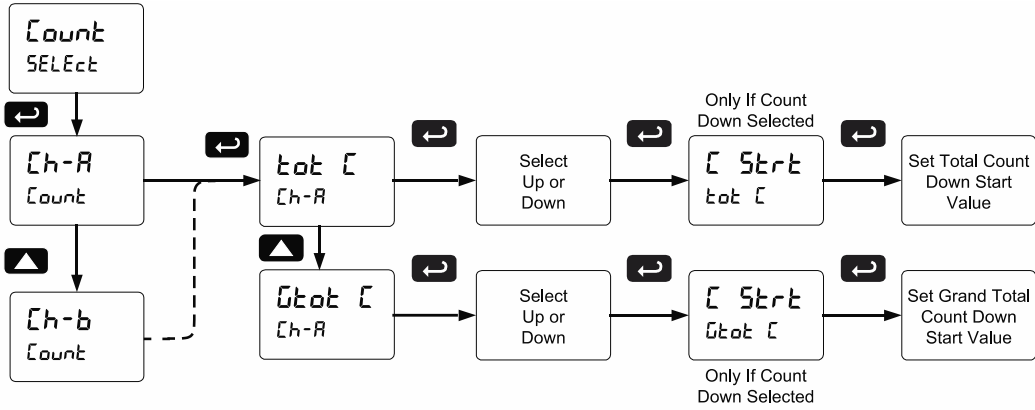 Count
SELEct
Ch-A
Count
Ch-b
Count
tot C
Ch-A
Gtot C
Ch-A
Select
Up or
Down
Select
Up or
Down
Only If Count
Down Selected
C Strt
tot C
C Strt
Gtot C
Only If Count
Down Selected
Set Total Count
Down Start
Value
Set Grand Total
Count Down
Start Value